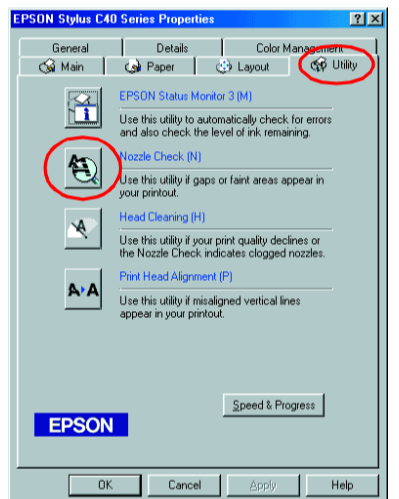 EPSON Stylus C40 Series Properties
General Details Color Management
Main Paper Layout Utility
EPSON Status Monitor 3 (M)
Use this utility to automatically check for errors
and also check the level of ink remaining.
Nozzle Check (N)
Use this utility if gaps or faint areas appear in
your printout.
Head Cleaning (H)
Use this utility if your print quality declines or
the Nozzle Check indicates clogged nozzles.
Print Head Alignment (P)
Use this utility if misaligned vertical lines
appear in your printout.
Speed & Progress
EPSON
OK Cancel Apply Help